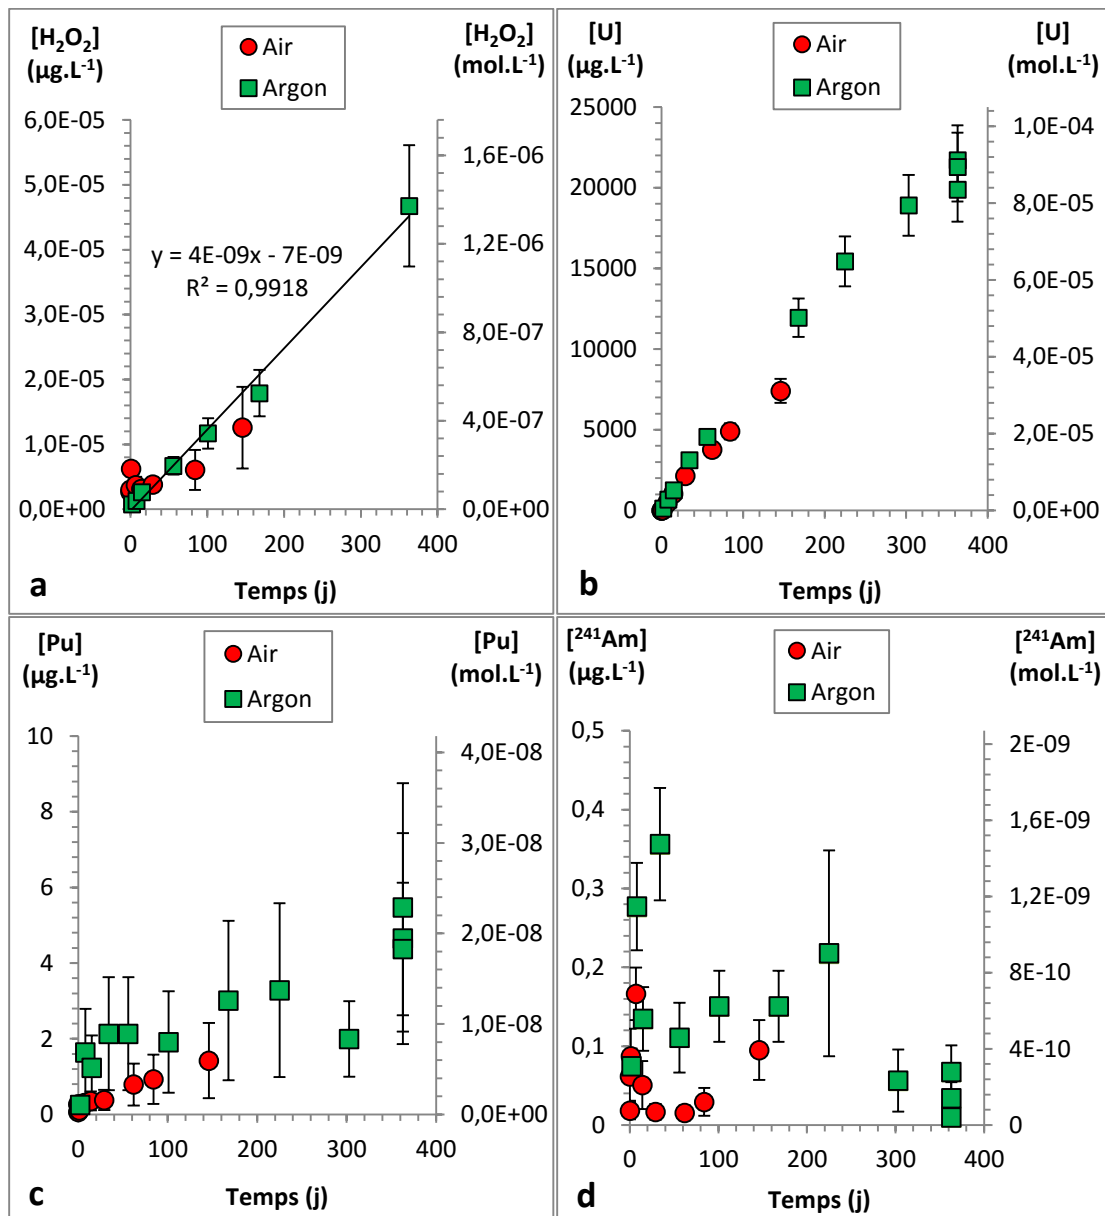 [H₂O₂]
(µg.L⁻¹)
Air
Argon
[H₂O₂]
(mol.L⁻¹)
6,0E-05
5,0E-05
4,0E-05
3,0E-05
2,0E-05
1,0E-05
0,0E+00
y = 4E-09x - 7E-09
R² = 0,9918
1,6E-06
1,2E-06
8,0E-07
4,0E-07
0,0E+00
0 100 200 300 400
Temps (j)
a
[U]
(µg.L⁻¹)
Air
Argon
[U]
(mol.L⁻¹)
25000
20000
15000
10000
5000
0
1,0E-04
8,0E-05
6,0E-05
4,0E-05
2,0E-05
0,0E+00
0 100 200 300 400
Temps (j)
b
[Pu]
(µg.L⁻¹)
Air
Argon
[Pu]
(mol.L⁻¹)
10
8
6
4
2
0
4,0E-08
3,0E-08
2,0E-08
1,0E-08
0,0E+00
0 100 200 300 400
Temps (j)
c
[²⁴¹Am]
(µg.L⁻¹)
Air
Argon
[²⁴¹Am]
(mol.L⁻¹)
0,5
0,4
0,3
0,2
0,1
0
2E-09
1,6E-09
1,2E-09
8E-10
4E-10
0
0 100 200 300 400
Temps (j)
d